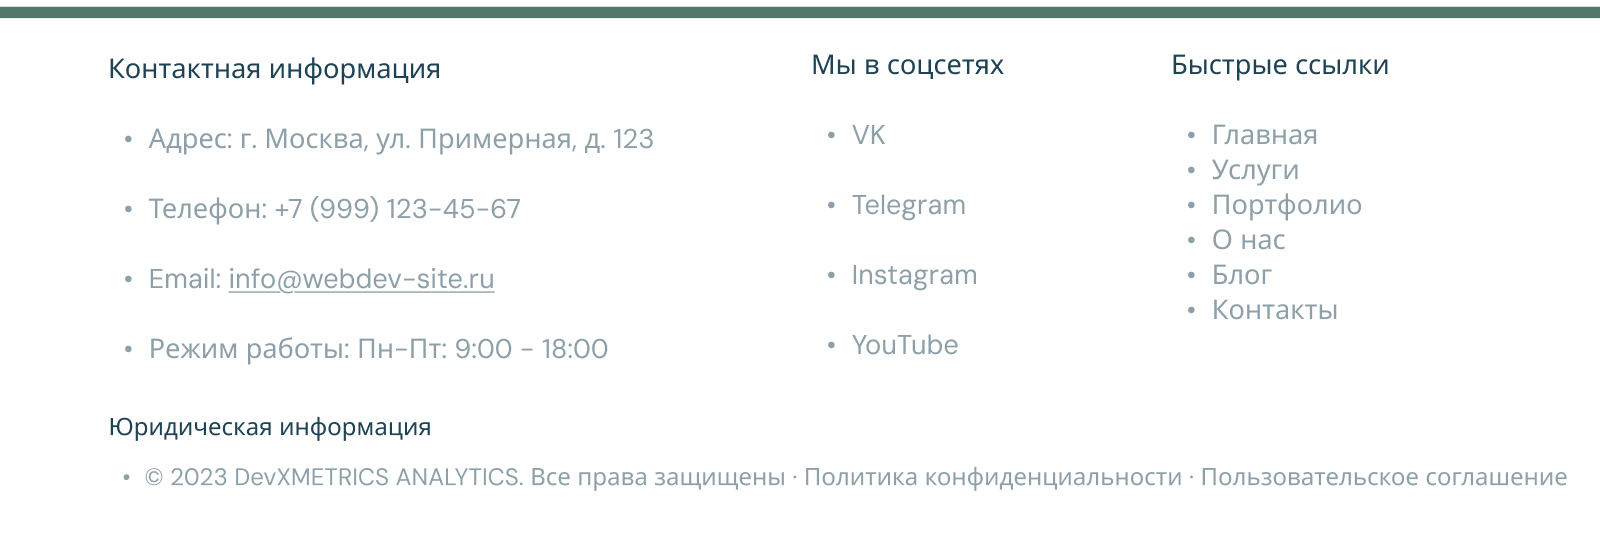 Контактная информация
• Адрес: г. Москва, ул. Примерная, д. 123
• Телефон: +7 (999) 123-45-67
• Email: info@webdev-site.ru
• Режим работы: Пн-Пт: 9:00 - 18:00
Мы в соцсетях
• VK
• Telegram
• Instagram
• YouTube
Быстрые ссылки
• Главная
• Услуги
• Портфолио
• О нас
• Блог
• Контакты
Юридическая информация
• © 2023 DevXMETRICS ANALYTICS. Все права защищены · Политика конфиденциальности · Пользовательское соглашение